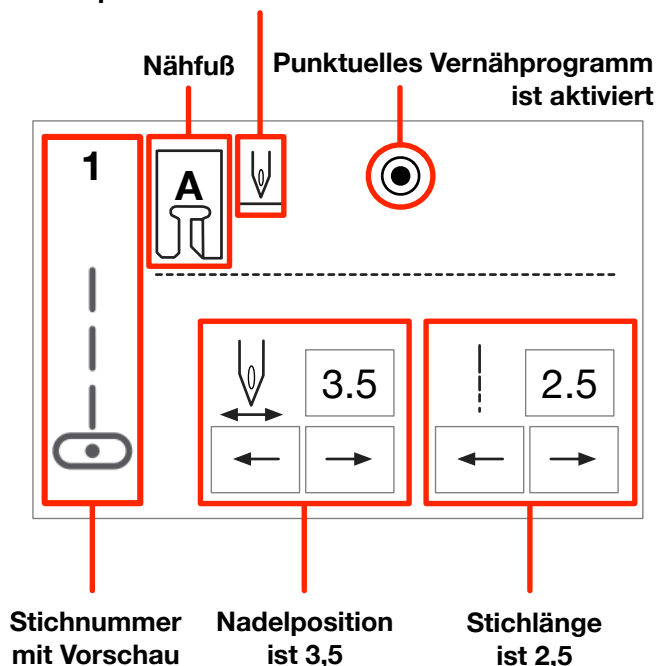 Nähfuß
Punktuelles Vernähprogramm
ist aktiviert
1
A
3.5
2.5
Stichnummer
mit Vorschau
Nadelposition
ist 3,5
Stichlänge
ist 2,5